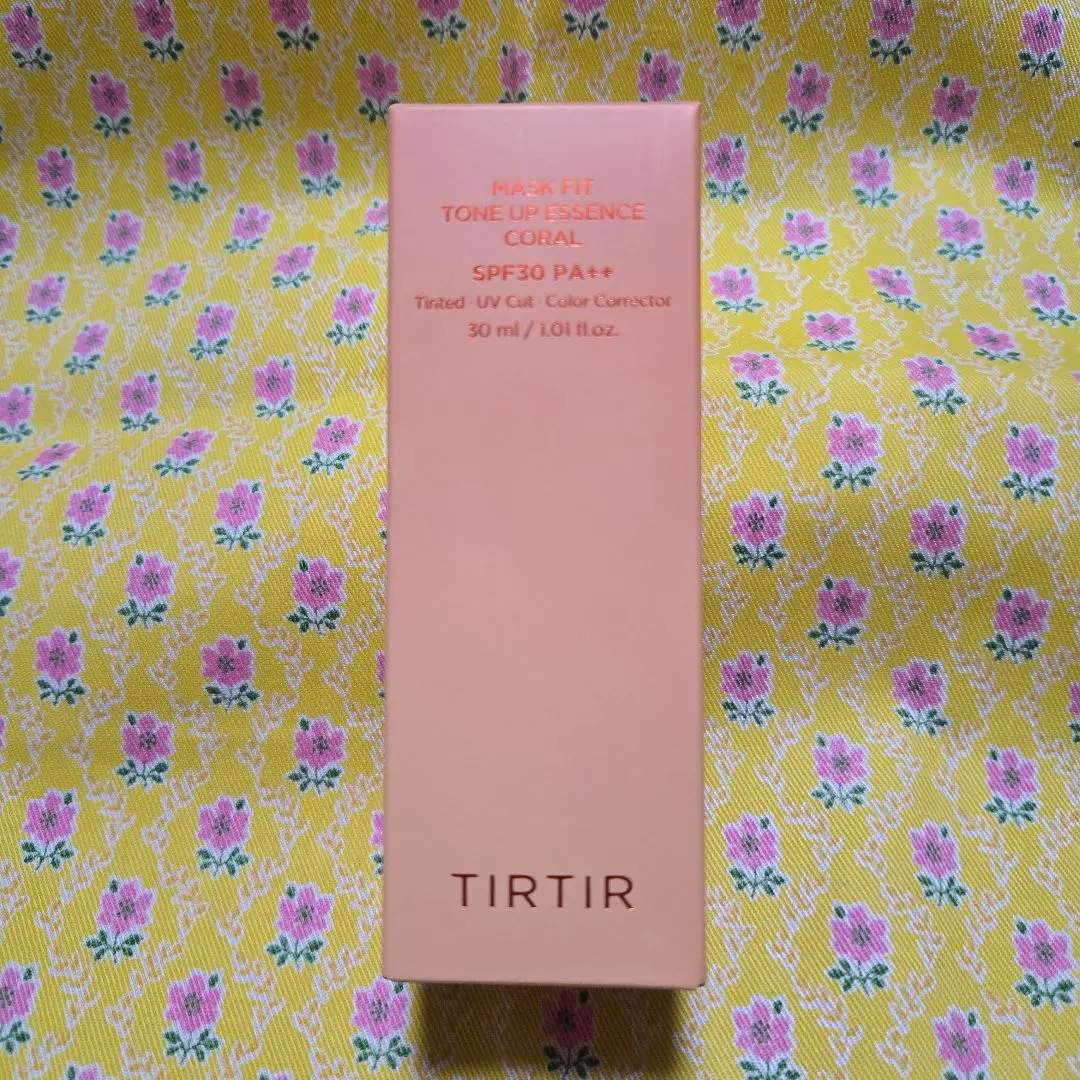 MASK FIT
TONE UP ESSENCE
CORAL
SPF30 PA++
Tinted · UV Cut · Color Corrector
30 ml / 1.01 fl.oz.
TIRTIR